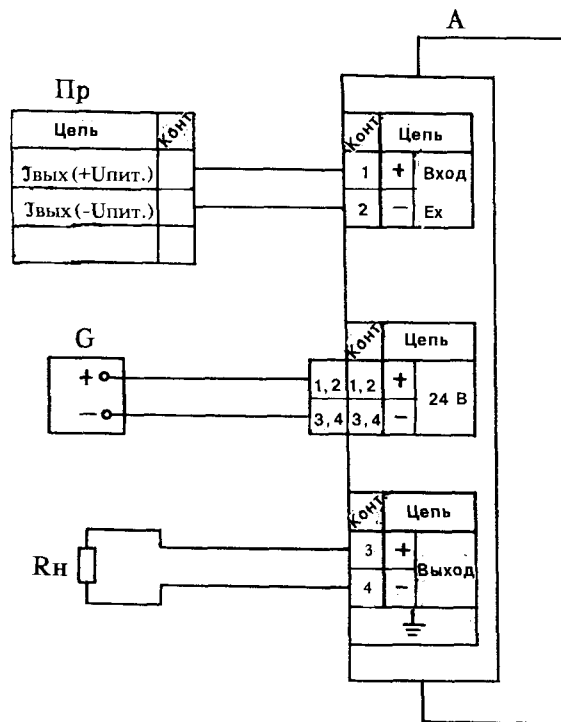 А
Пр
Цепь Конт.
Jвых (+Uпит.)
Jвых (-Uпит.)
Конт. Цепь
1 + Вход
2 − Ex
G
+
−
Конт. Цепь
1,2 1,2 + 24 В
3,4 3,4 −
Rн
Конт. Цепь
3 + Выход
4 −